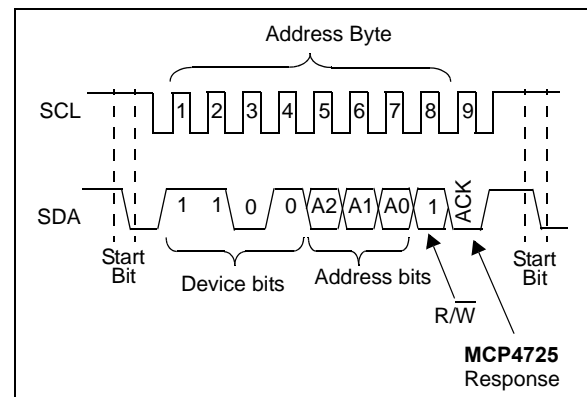 Address Byte
SCL 1 2 3 4 5 6 7 8 9
SDA 1 1 0 0 A2 A1 A0 1 ACK
Start Bit
Device bits
Address bits
Start Bit
R/W̅
MCP4725
Response